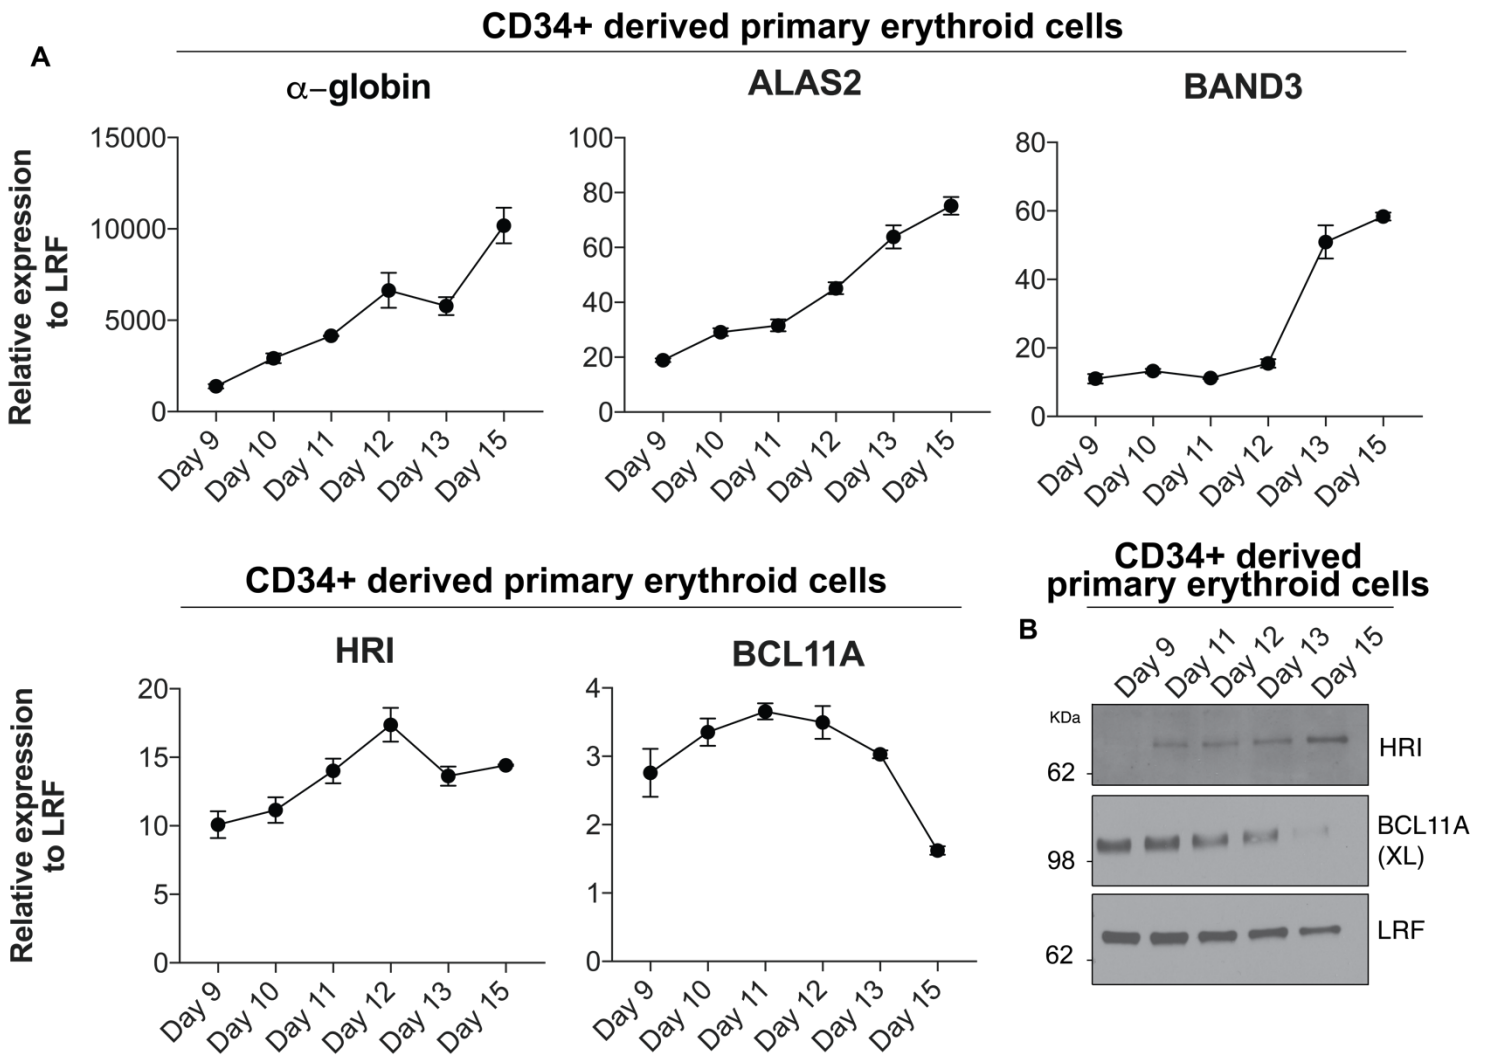 CD34+ derived primary erythroid cells
A
α–globin
ALAS2
BAND3
Relative expression
to LRF
15000
10000
5000
0
Day 9
Day 10
Day 11
Day 12
Day 13
Day 15
100
80
60
40
20
0
Day 9
Day 10
Day 11
Day 12
Day 13
Day 15
80
60
40
20
0
Day 9
Day 10
Day 11
Day 12
Day 13
Day 15
CD34+ derived primary erythroid cells
HRI
BCL11A
Relative expression
to LRF
20
15
10
5
0
Day 9
Day 10
Day 11
Day 12
Day 13
Day 15
4
3
2
1
0
Day 9
Day 10
Day 11
Day 12
Day 13
Day 15
CD34+ derived
primary erythroid cells
B
Day 9
Day 11
Day 12
Day 13
Day 15
KDa
62
HRI
98
BCL11A
(XL)
62
LRF